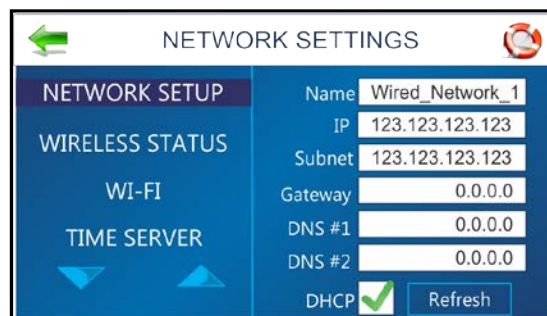 NETWORK SETTINGS
NETWORK SETUP
WIRELESS STATUS
WI-FI
TIME SERVER
Name Wired_Network_1
IP 123.123.123.123
Subnet 123.123.123.123
Gateway 0.0.0.0
DNS #1 0.0.0.0
DNS #2 0.0.0.0
DHCP Refresh